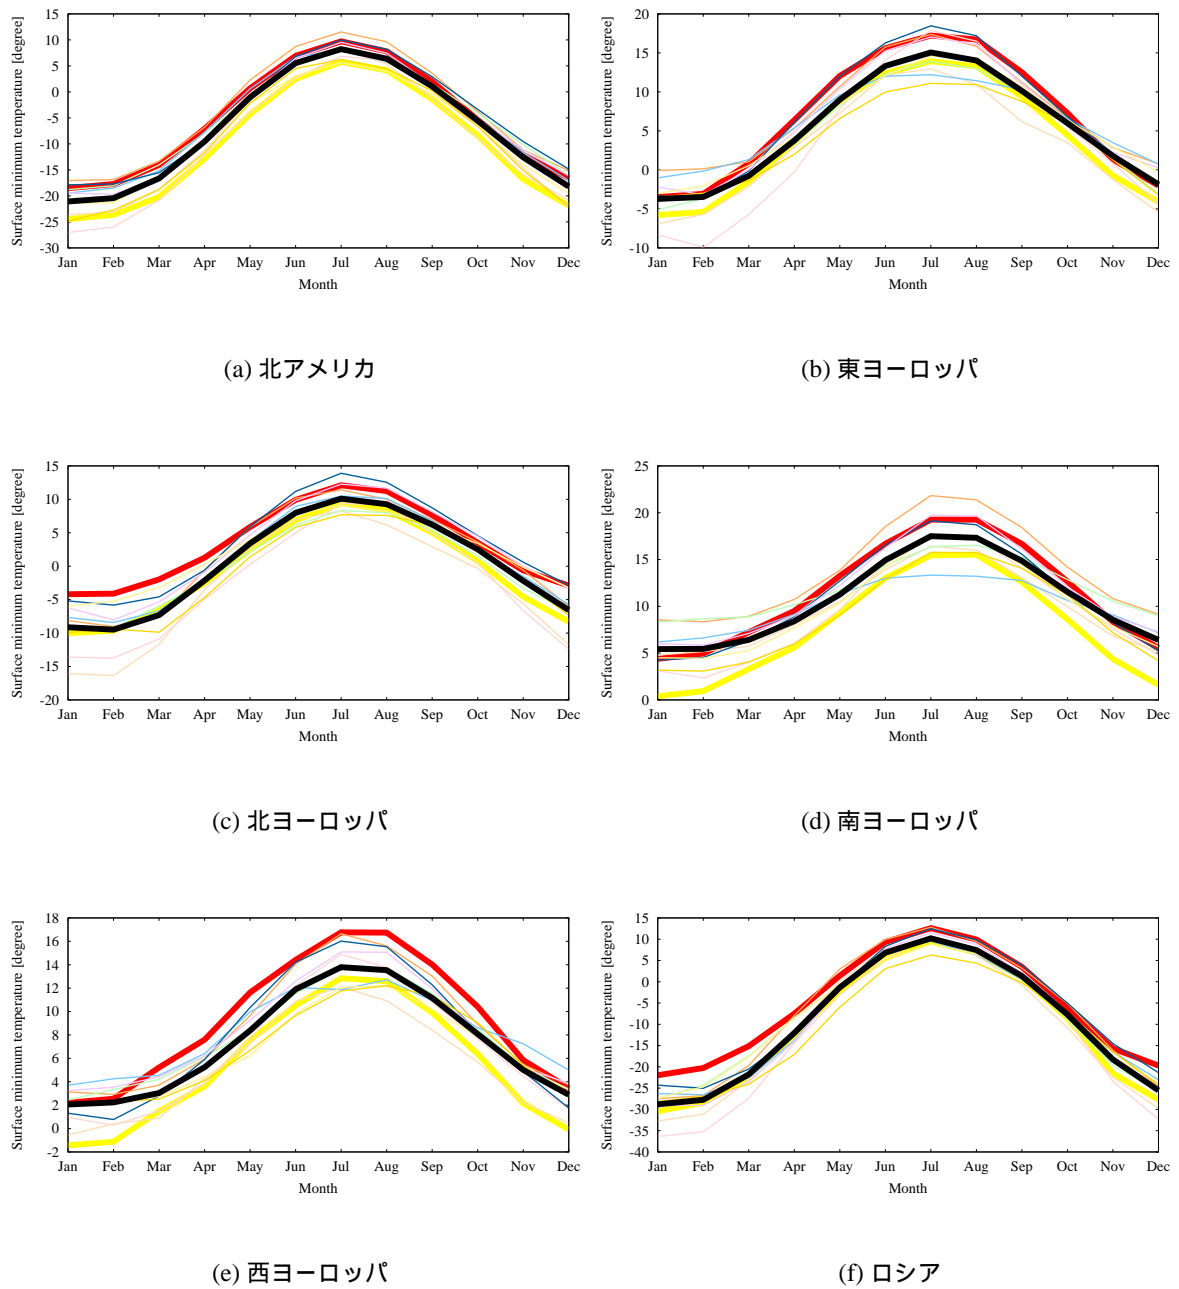 Surface minimum temperature [degree]
15
10
5
0
-5
-10
-15
-20
-25
-30
Jan Feb Mar Apr May Jun Jul Aug Sep Oct Nov Dec
Month
(a) 北アメリカ
Surface minimum temperature [degree]
20
15
10
5
0
-5
-10
Jan Feb Mar Apr May Jun Jul Aug Sep Oct Nov Dec
Month
(b) 東ヨーロッパ
Surface minimum temperature [degree]
15
10
5
0
-5
-10
-15
-20
Jan Feb Mar Apr May Jun Jul Aug Sep Oct Nov Dec
Month
(c) 北ヨーロッパ
Surface minimum temperature [degree]
25
20
15
10
5
0
Jan Feb Mar Apr May Jun Jul Aug Sep Oct Nov Dec
Month
(d) 南ヨーロッパ
Surface minimum temperature [degree]
18
16
14
12
10
8
6
4
2
0
-2
Jan Feb Mar Apr May Jun Jul Aug Sep Oct Nov Dec
Month
(e) 西ヨーロッパ
Surface minimum temperature [degree]
15
10
5
0
-5
-10
-15
-20
-25
-30
-35
-40
Jan Feb Mar Apr May Jun Jul Aug Sep Oct Nov Dec
Month
(f) ロシア